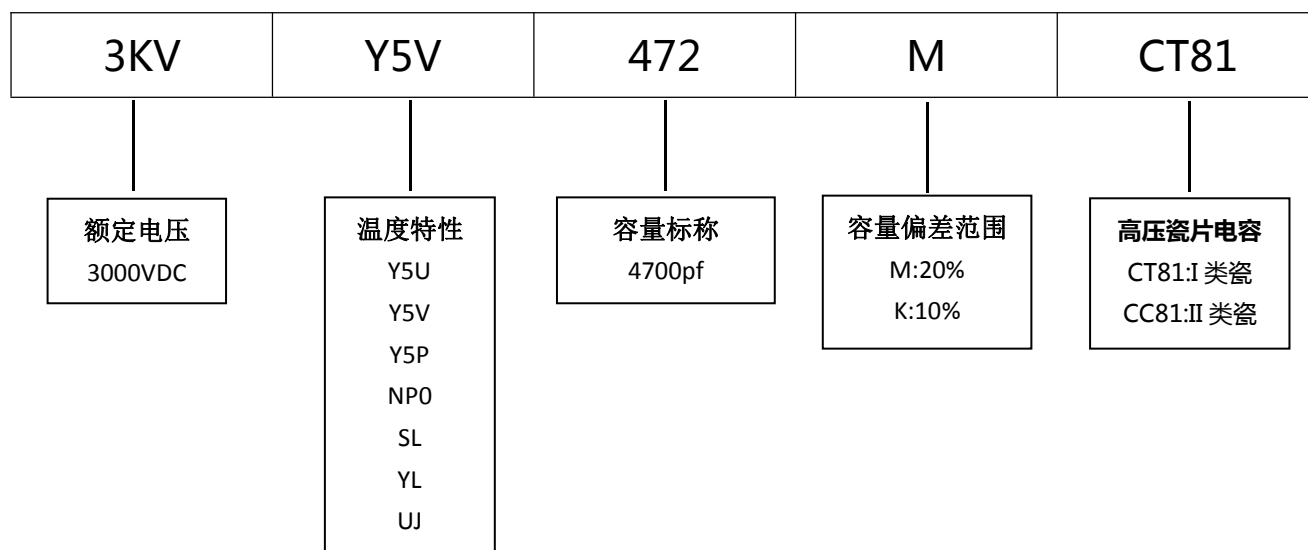 3KV Y5V 472 M CT81
额定电压
3000VDC
温度特性
Y5U
Y5V
Y5P
NP0
SL
YL
UJ
容量标称
4700pf
容量偏差范围
M:20%
K:10%
高压瓷片电容
CT81:I 类瓷
CC81:II 类瓷